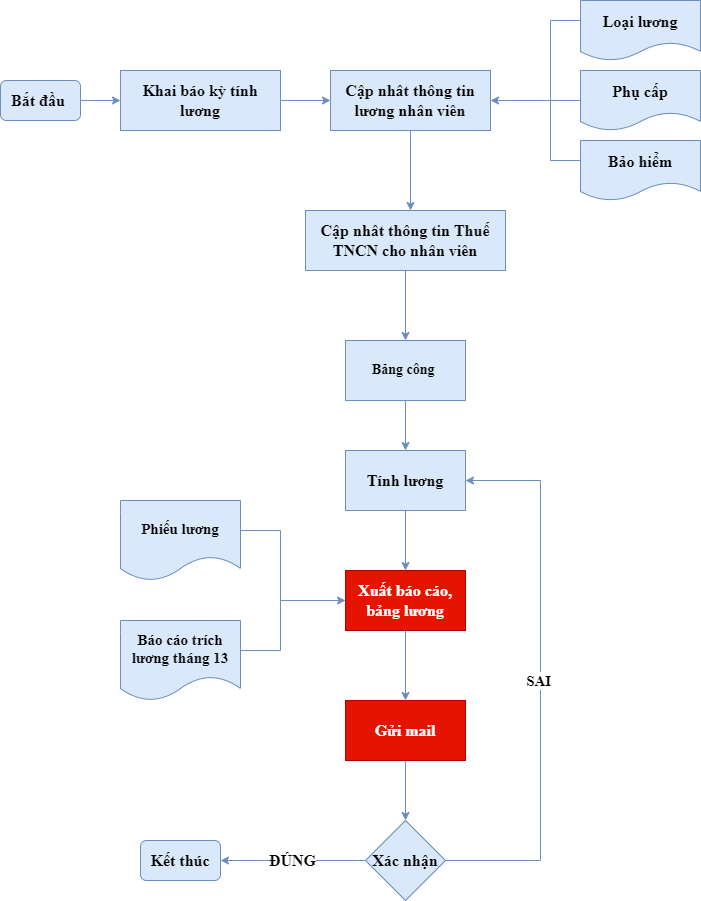 Loại lương
Bắt đầu
Khai báo kỳ tính
lương
Cập nhât thông tin
lương nhân viên
Phụ cấp
Bảo hiểm
Cập nhât thông tin Thuế
TNCN cho nhân viên
Bảng công
Tính lương
Phiếu lương
Xuất báo cáo,
bảng lương
Báo cáo trích
lương tháng 13
SAI
Gửi mail
Kết thúc
ĐÚNG
Xác nhận